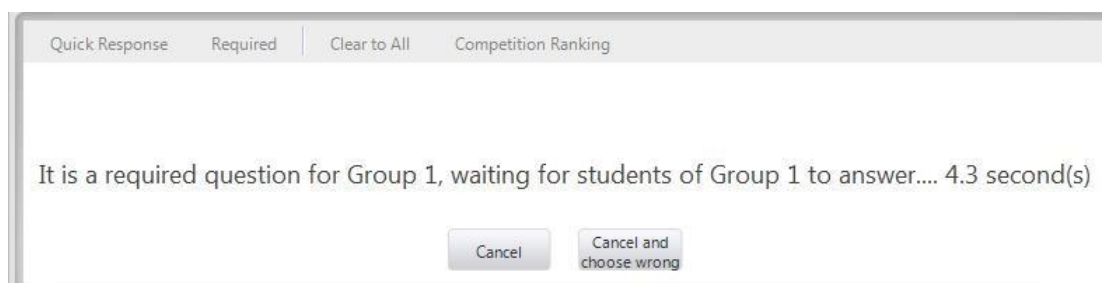 Quick Response Required Clear to All Competition Ranking
It is a required question for Group 1, waiting for students of Group 1 to answer.... 4.3 second(s)
Cancel
Cancel and
choose wrong